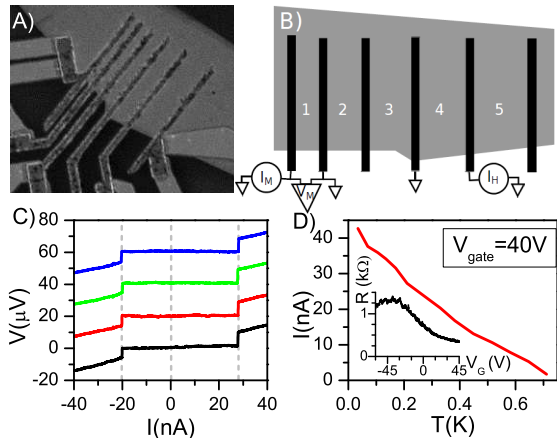 A)
B)
1 2 3 4 5
I_M V_M I_H
C)
80
60
40
20
0
20
V(μV)
-40 -20 0 20 40
I(nA)
D)
45
40
30
20
10
0
I(nA)
V_gate=40V
R (kΩ)
1
0
-45 0 45
V_G (V)
0.0 0.2 0.4 0.6
T(K)